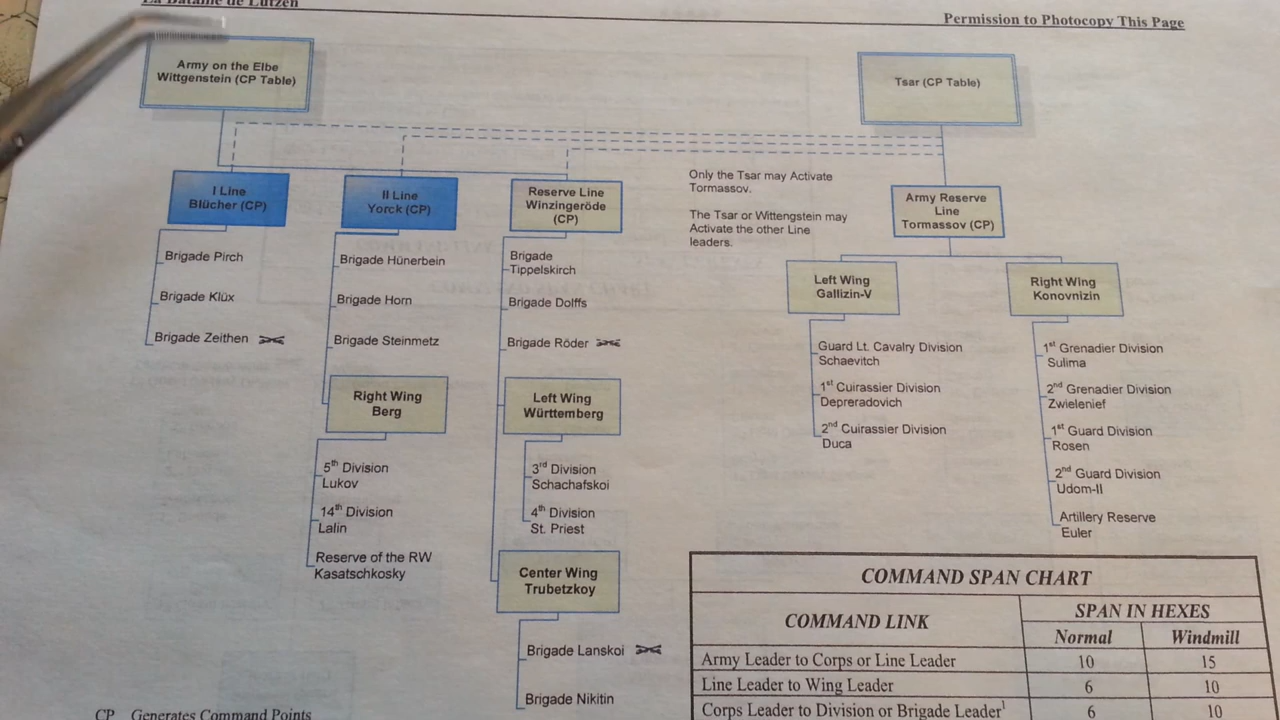 La Bataille de Lützen
Permission to Photocopy This Page
Army on the Elbe
Wittgenstein (CP Table)
Tsar (CP Table)
I Line
Blücher (CP)
II Line
Yorck (CP)
Reserve Line
Winzingeröde
(CP)
Only the Tsar may Activate
Tormassov.
The Tsar or Wittengstein may
Activate the other Line
leaders.
Army Reserve
Line
Tormassov (CP)
Brigade Pirch
Brigade Klüx
Brigade Zeithen
Brigade Hünerbein
Brigade Horn
Brigade Steinmetz
Right Wing
Berg
5th Division
Lukov
14th Division
Lalin
Reserve of the RW
Kasatschkosky
Brigade
Tippelskirch
Brigade Dolffs
Brigade Röder
Left Wing
Württemberg
3rd Division
Schachafskoi
4th Division
St. Priest
Center Wing
Trubetzkoy
Brigade Lanskoi
Brigade Nikitin
Left Wing
Gallizin-V
Guard Lt. Cavalry Division
Schaevitch
1st Cuirassier Division
Depreradovich
2nd Cuirassier Division
Duca
Right Wing
Konovnizin
1st Grenadier Division
Sulima
2nd Grenadier Division
Zwielenief
1st Guard Division
Rosen
2nd Guard Division
Udom-II
Artillery Reserve
Euler
COMMAND SPAN CHART
COMMAND LINK SPAN IN HEXES
Normal Windmill
Army Leader to Corps or Line Leader 10 15
Line Leader to Wing Leader 6 10
Corps Leader to Division or Brigade Leader1 6 10
CP Generates Command Points